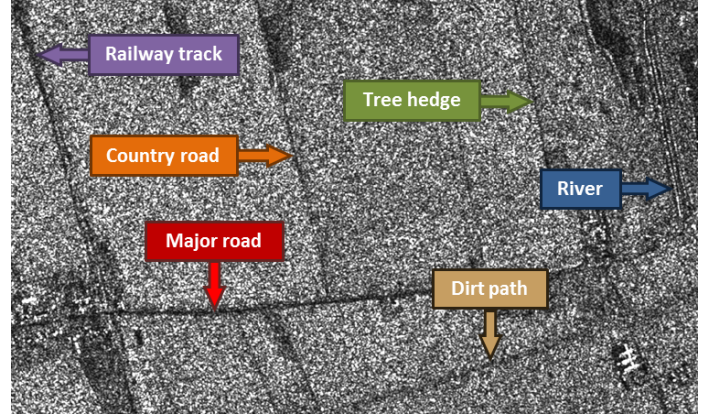 Railway track
Tree hedge
Country road
River
Major road
Dirt path